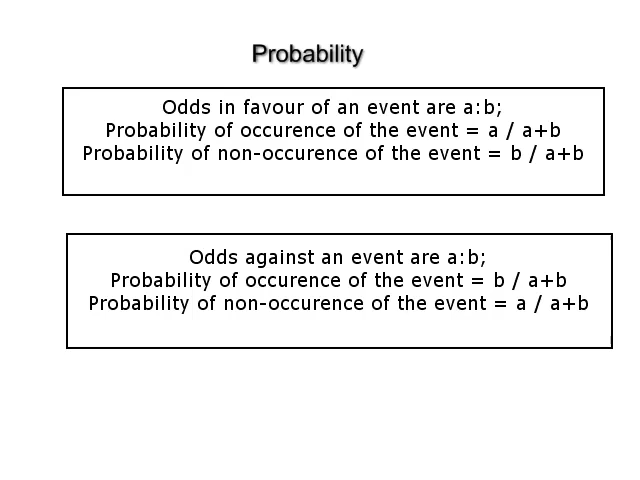 Probability
Odds in favour of an event are a:b;
Probability of occurence of the event = a / a+b
Probability of non-occurence of the event = b / a+b
Odds against an event are a:b;
Probability of occurence of the event = b / a+b
Probability of non-occurence of the event = a / a+b